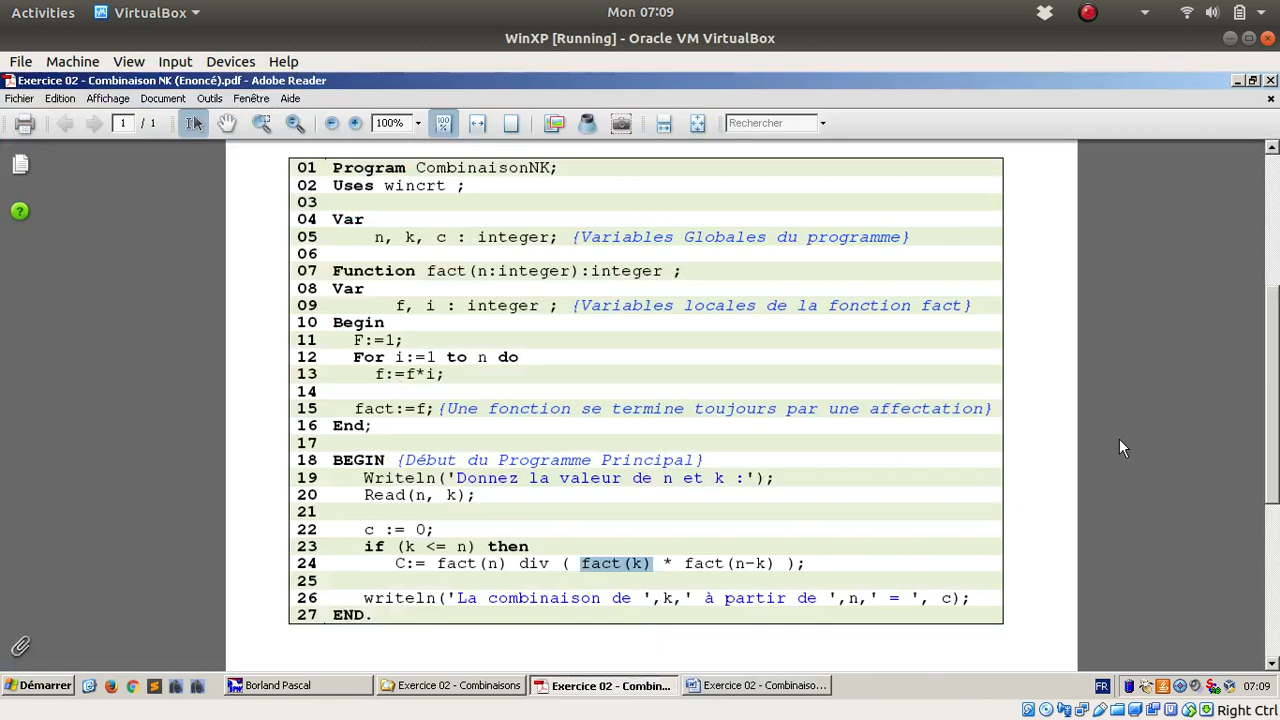 Activities VirtualBox Mon 07:09
WinXP [Running] - Oracle VM VirtualBox
File Machine View Input Devices Help
Exercice 02 - Combinaison NK (Enoncé).pdf - Adobe Reader
Fichier Edition Affichage Document Outils Fenêtre Aide
1 / 1 100% Rechercher
01 Program CombinaisonNK;
02 Uses wincrt ;
03
04 Var
05 n, k, c : integer; {Variables Globales du programme}
06
07 Function fact(n:integer):integer ;
08 Var
09 f, i : integer ; {Variables locales de la fonction fact}
10 Begin
11 F:=1;
12 For i:=1 to n do
13 f:=f*i;
14
15 fact:=f;{Une fonction se termine toujours par une affectation}
16 End;
17
18 BEGIN {Début du Programme Principal}
19 Writeln('Donnez la valeur de n et k :');
20 Read(n, k);
21
22 c := 0;
23 if (k <= n) then
24 C:= fact(n) div ( fact(k) * fact(n-k) );
25
26 writeln('La combinaison de ',k,' à partir de ',n,' = ', c);
27 END.
Démarrer Borland Pascal Exercice 02 - Combinaisons Exercice 02 - Combin... Exercice 02 - Combinaiso... FR 07:09
Right Ctrl